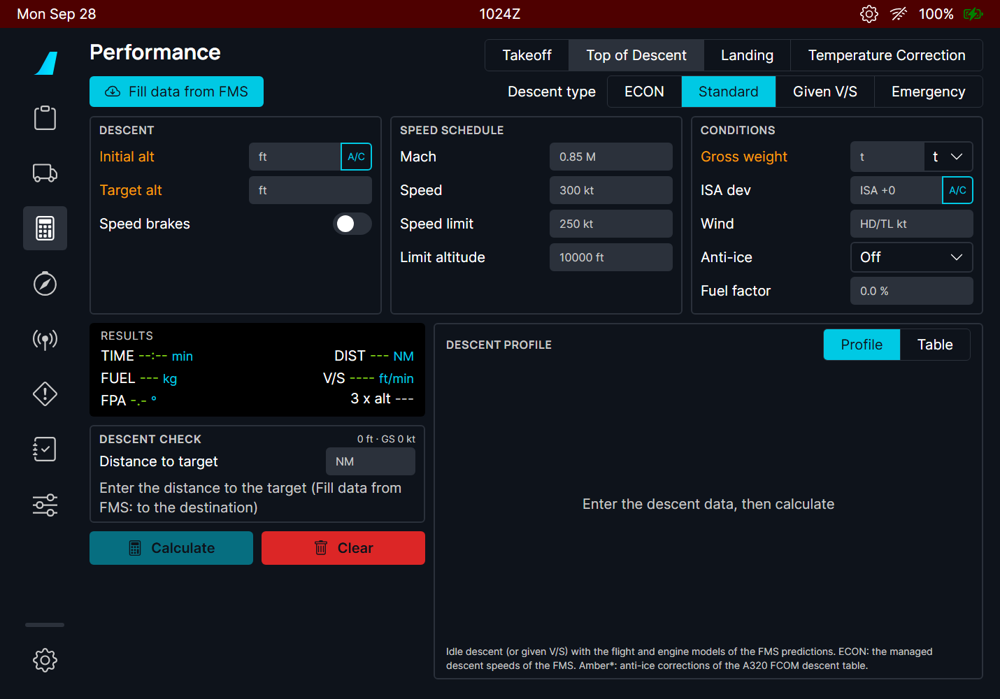 Mon Sep 28
1024Z
100%
Performance
Takeoff
Top of Descent
Landing
Temperature Correction
Fill data from FMS
Descent type
ECON
Standard
Given V/S
Emergency
DESCENT
Initial alt
ft
A/C
Target alt
ft
Speed brakes
SPEED SCHEDULE
Mach
0.85 M
Speed
300 kt
Speed limit
250 kt
Limit altitude
10000 ft
CONDITIONS
Gross weight
t
t
ISA dev
ISA +0
A/C
Wind
HD/TL kt
Anti-ice
Off
Fuel factor
0.0 %
RESULTS
TIME --:-- min
DIST --- NM
FUEL --- kg
V/S ---- ft/min
FPA -.- °
3 x alt ---
DESCENT CHECK
0 ft · GS 0 kt
Distance to target
NM
Enter the distance to the target (Fill data from
FMS: to the destination)
Calculate
Clear
DESCENT PROFILE
Profile
Table
Enter the descent data, then calculate
Idle descent (or given V/S) with the flight and engine models of the FMS predictions. ECON: the managed
descent speeds of the FMS. Amber*: anti-ice corrections of the A320 FCOM descent table.